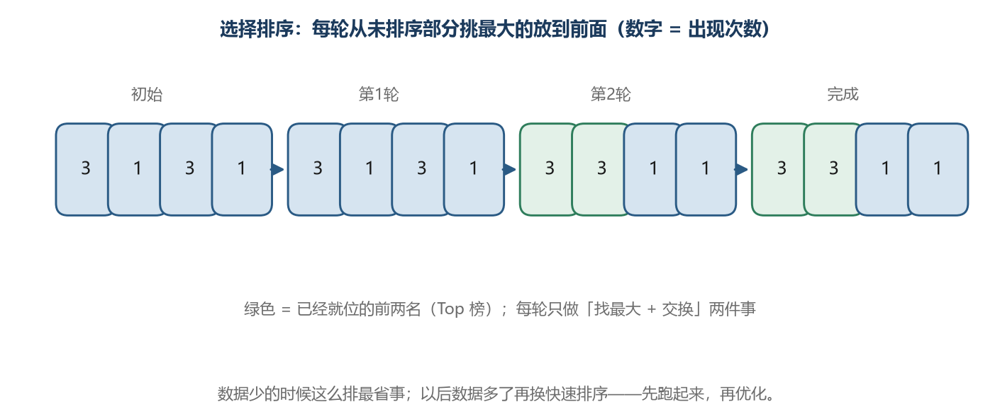 选择排序：每轮从未排序部分挑最大的放到前面（数字 = 出现次数）
初始 第1轮 第2轮 完成
3 1 3 1 3 1 3 1 3 3 1 1 3 3 1 1
绿色 = 已经就位的前两名（Top 榜）；每轮只做「找最大 + 交换」两件事
数据少的时候这么排最省事；以后数据多了再换快速排序——先跑起来，再优化。